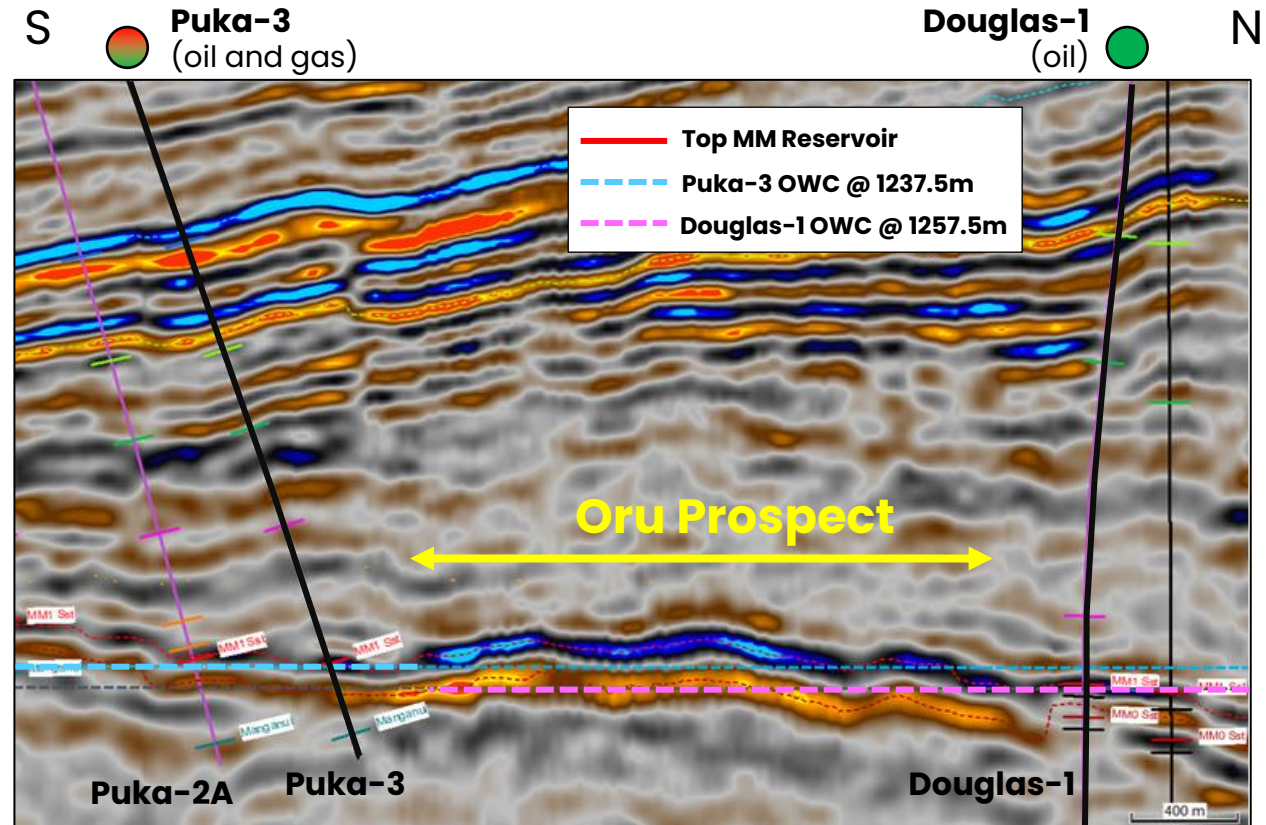 S
Puka-3
(oil and gas)
Douglas-1
(oil)
N
Top MM Reservoir
Puka-3 OWC @ 1237.5m
Douglas-1 OWC @ 1257.5m
Oru Prospect
MM1 Sst
MM1 Sst
MM1 Sst
Manganui
Manganui
MM1 Sst
MM0 Sst
MM0 Sst
Puka-2A
Puka-3
Douglas-1
400 m